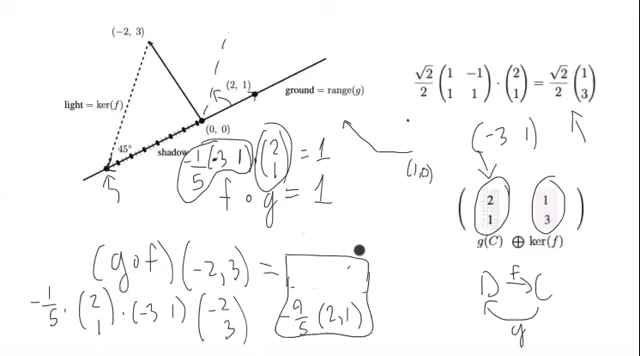 (-2, 3)
light = ker(f)
(2, 1)
ground = range(g)
(0, 0)
45°
shadow
-1/5 (-3 1) (2 1) = 1
f ∘ g = 1
(g∘f)(-2,3) =
-1/5 · (2 1) · (-3 1) (-2 3)
-9/5 (2,1)
√2/2 (1 -1 1 1) · (2 1) = √2/2 (1 3)
(-3 1)
(1,0)
( 2 1 1 3 )
g(C) ⊕ ker(f)
D f→ C
g